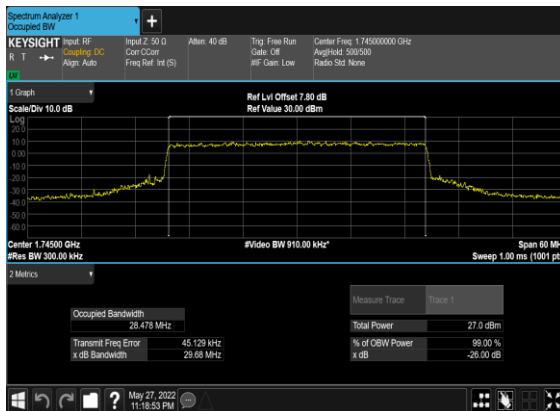 Spectrum Analyzer 1
Occupied BW
KEYSIGHT
R T
Input: RF
Coupling: DC
Align: Auto
Input Z: 50 Ω
Corr CCorr
Freq Ref: Int (S)
Atten: 40 dB
Trig: Free Run
Gate: Off
#IF Gain: Low
Center Freq: 1.745000000 GHz
Avg|Hold: 500/500
Radio Std: None
1 Graph
Scale/Div 10.0 dB
Ref Lvl Offset 7.80 dB
Ref Value 30.00 dBm
Log
20.0
10.0
0.00
-10.0
-20.0
-30.0
-40.0
-50.0
-60.0
Center 1.74500 GHz
#Video BW 910.00 kHz*
Span 60 MH
#Res BW 300.00 kHz
Sweep 1.00 ms (1001 pts
2 Metrics
Measure Trace Trace 1
Occupied Bandwidth
28.478 MHz
Total Power 27.0 dBm
Transmit Freq Error 45.129 kHz
% of OBW Power 99.00 %
x dB Bandwidth 29.68 MHz
x dB -26.00 dB
?
May 27, 2022
11:18:53 PM